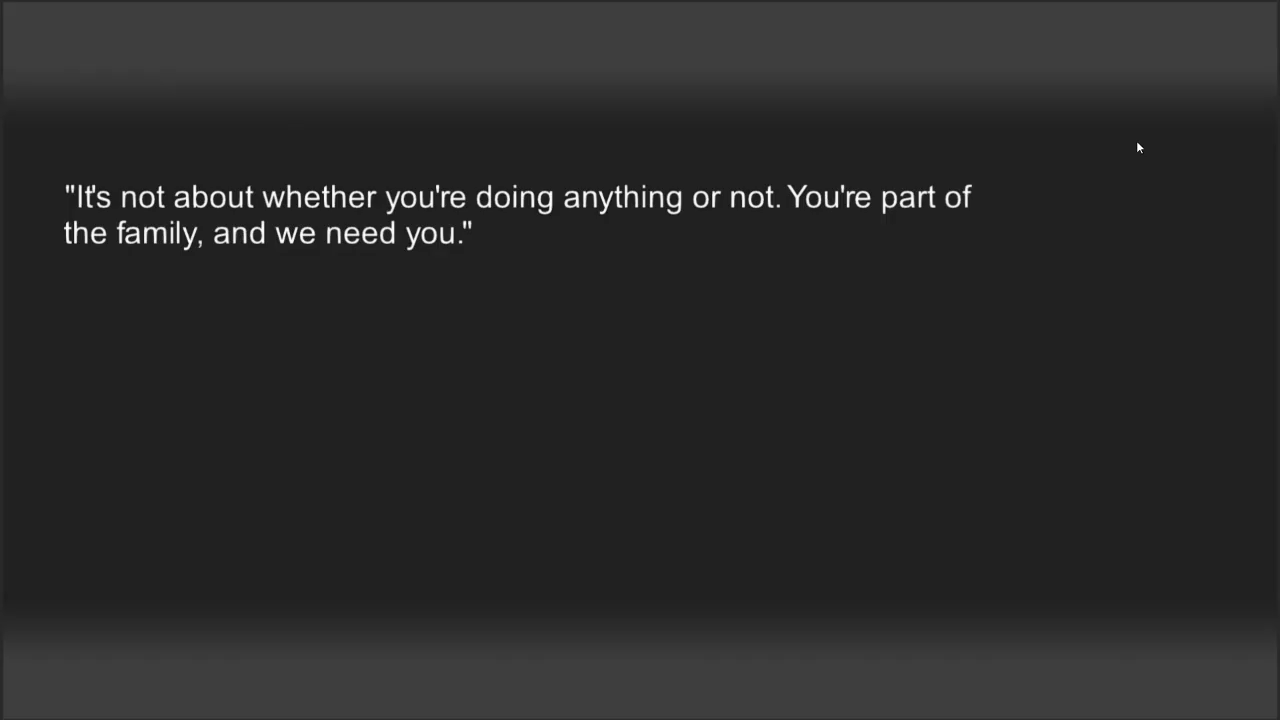 "It's not about whether you're doing anything or not. You're part of
the family, and we need you."